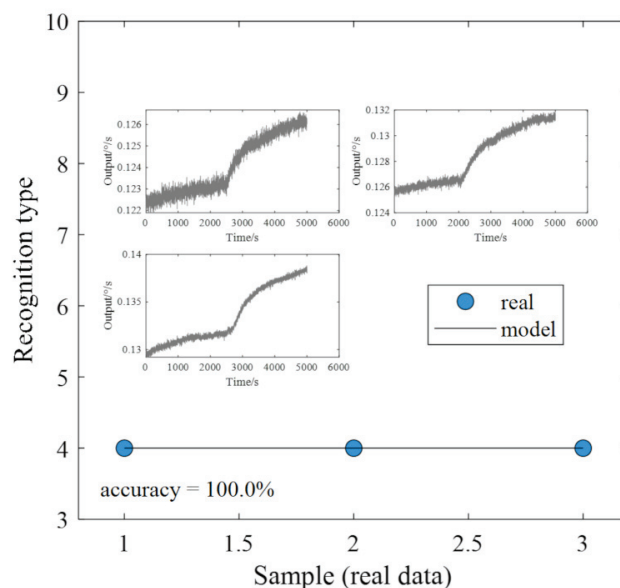 10
9
8
7
6
5
4
3
Recognition type
0.126
0.124
0.123
0.122
Output/°/s
0 1000 2000 3000 4000 5000 6000
Time/s
0.132
0.13
0.128
0.126
0.124
Output/°/s
0 1000 2000 3000 4000 5000 6000
Time/s
0.14
0.135
0.13
Output/°/s
0 1000 2000 3000 4000 5000 6000
Time/s
real
model
accuracy = 100.0%
1 1.5 2 2.5 3
Sample (real data)